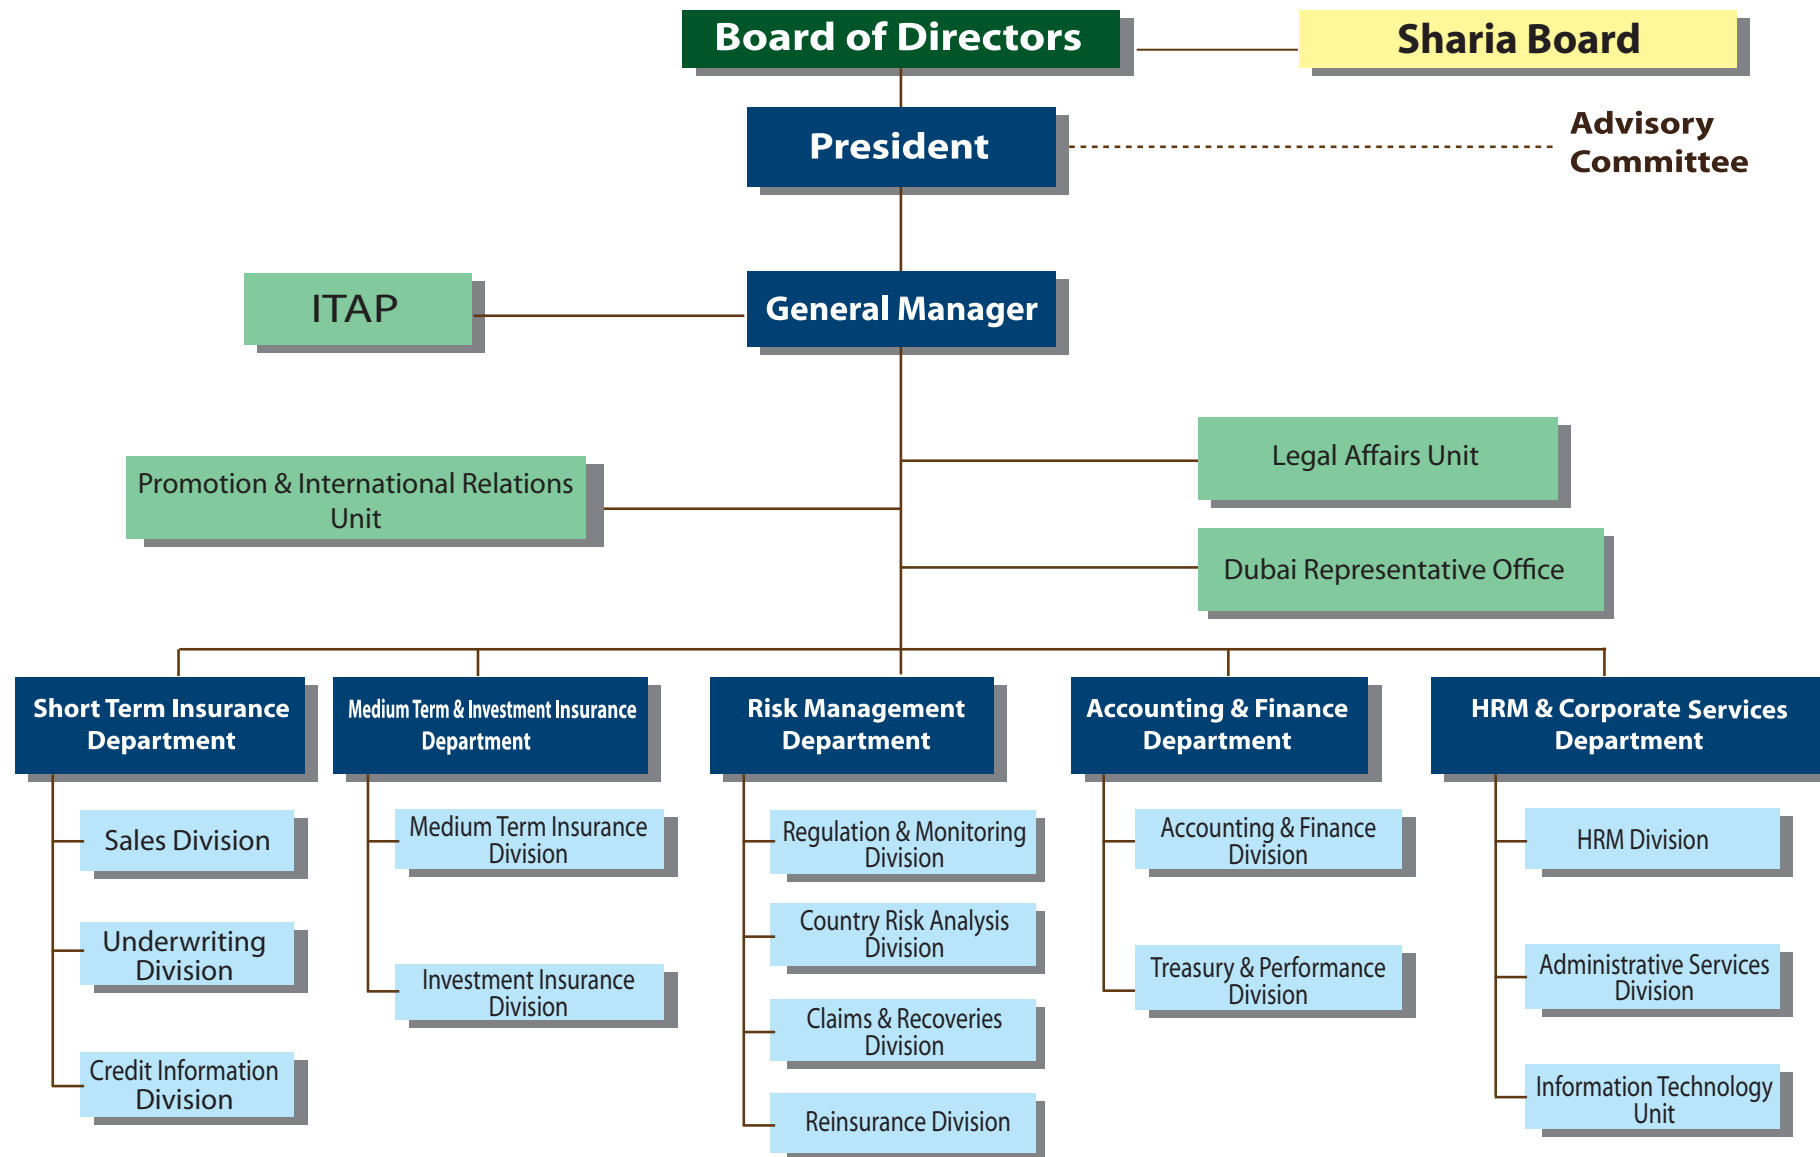 Board of Directors
Sharia Board
President
Advisory
Committee
ITAP
General Manager
Legal Affairs Unit
Promotion & International Relations
Unit
Dubai Representative Office
Short Term Insurance
Department
Medium Term & Investment Insurance
Department
Risk Management
Department
Accounting & Finance
Department
HRM & Corporate Services
Department
Sales Division
Underwriting
Division
Credit Information
Division
Medium Term Insurance
Division
Investment Insurance
Division
Regulation & Monitoring
Division
Country Risk Analysis
Division
Claims & Recoveries
Division
Reinsurance Division
Accounting & Finance
Division
Treasury & Performance
Division
HRM Division
Administrative Services
Division
Information Technology
Unit